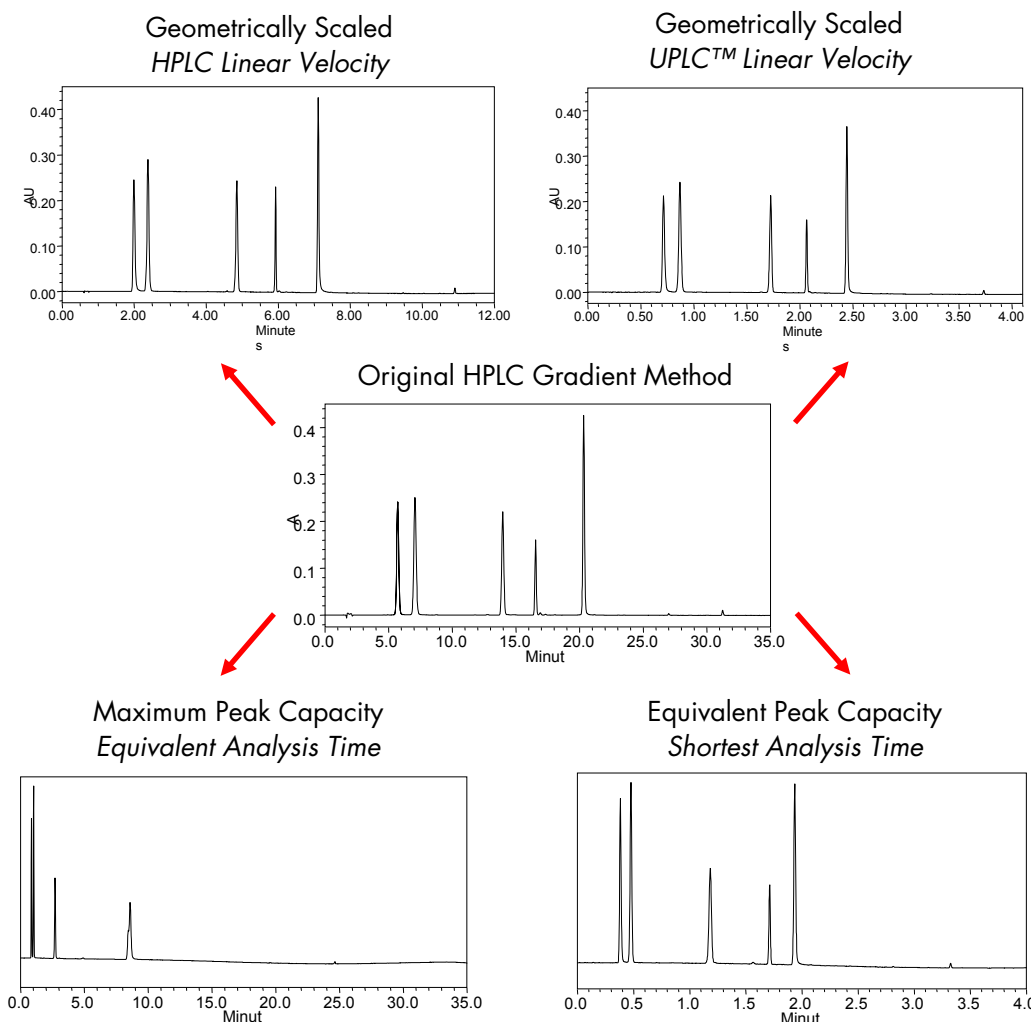 Geometrically Scaled
HPLC Linear Velocity
0.40
0.30
AU
0.20
0.10
0.00
0.00 2.00 4.00 6.00 8.00 10.00 12.00
Minute
s
Geometrically Scaled
UPLC™ Linear Velocity
0.40
0.30
AU
0.20
0.10
0.00
0.00 0.50 1.00 1.50 2.00 2.50 3.00 3.50 4.00
Minute
s
Original HPLC Gradient Method
0.4
0.3
A
0.2
0.1
0.0
0.0 5.0 10.0 15.0 20.0 25.0 30.0 35.0
Minut
Maximum Peak Capacity
Equivalent Analysis Time
0.0 5.0 10.0 15.0 20.0 25.0 30.0 35.0
Minut
Equivalent Peak Capacity
Shortest Analysis Time
0.0 0.5 1.0 1.5 2.0 2.5 3.0 3.5 4.0
Minut